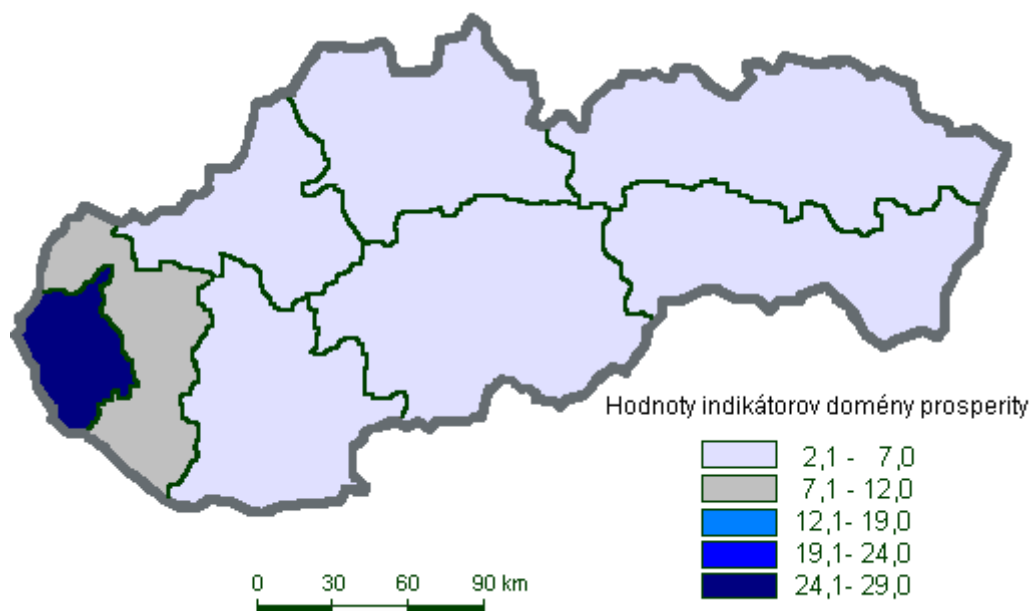 Hodnoty indikátorov domény prosperity
2,1 - 7,0
7,1 - 12,0
12,1- 19,0
19,1- 24,0
24,1- 29,0
0 30 60 90 km